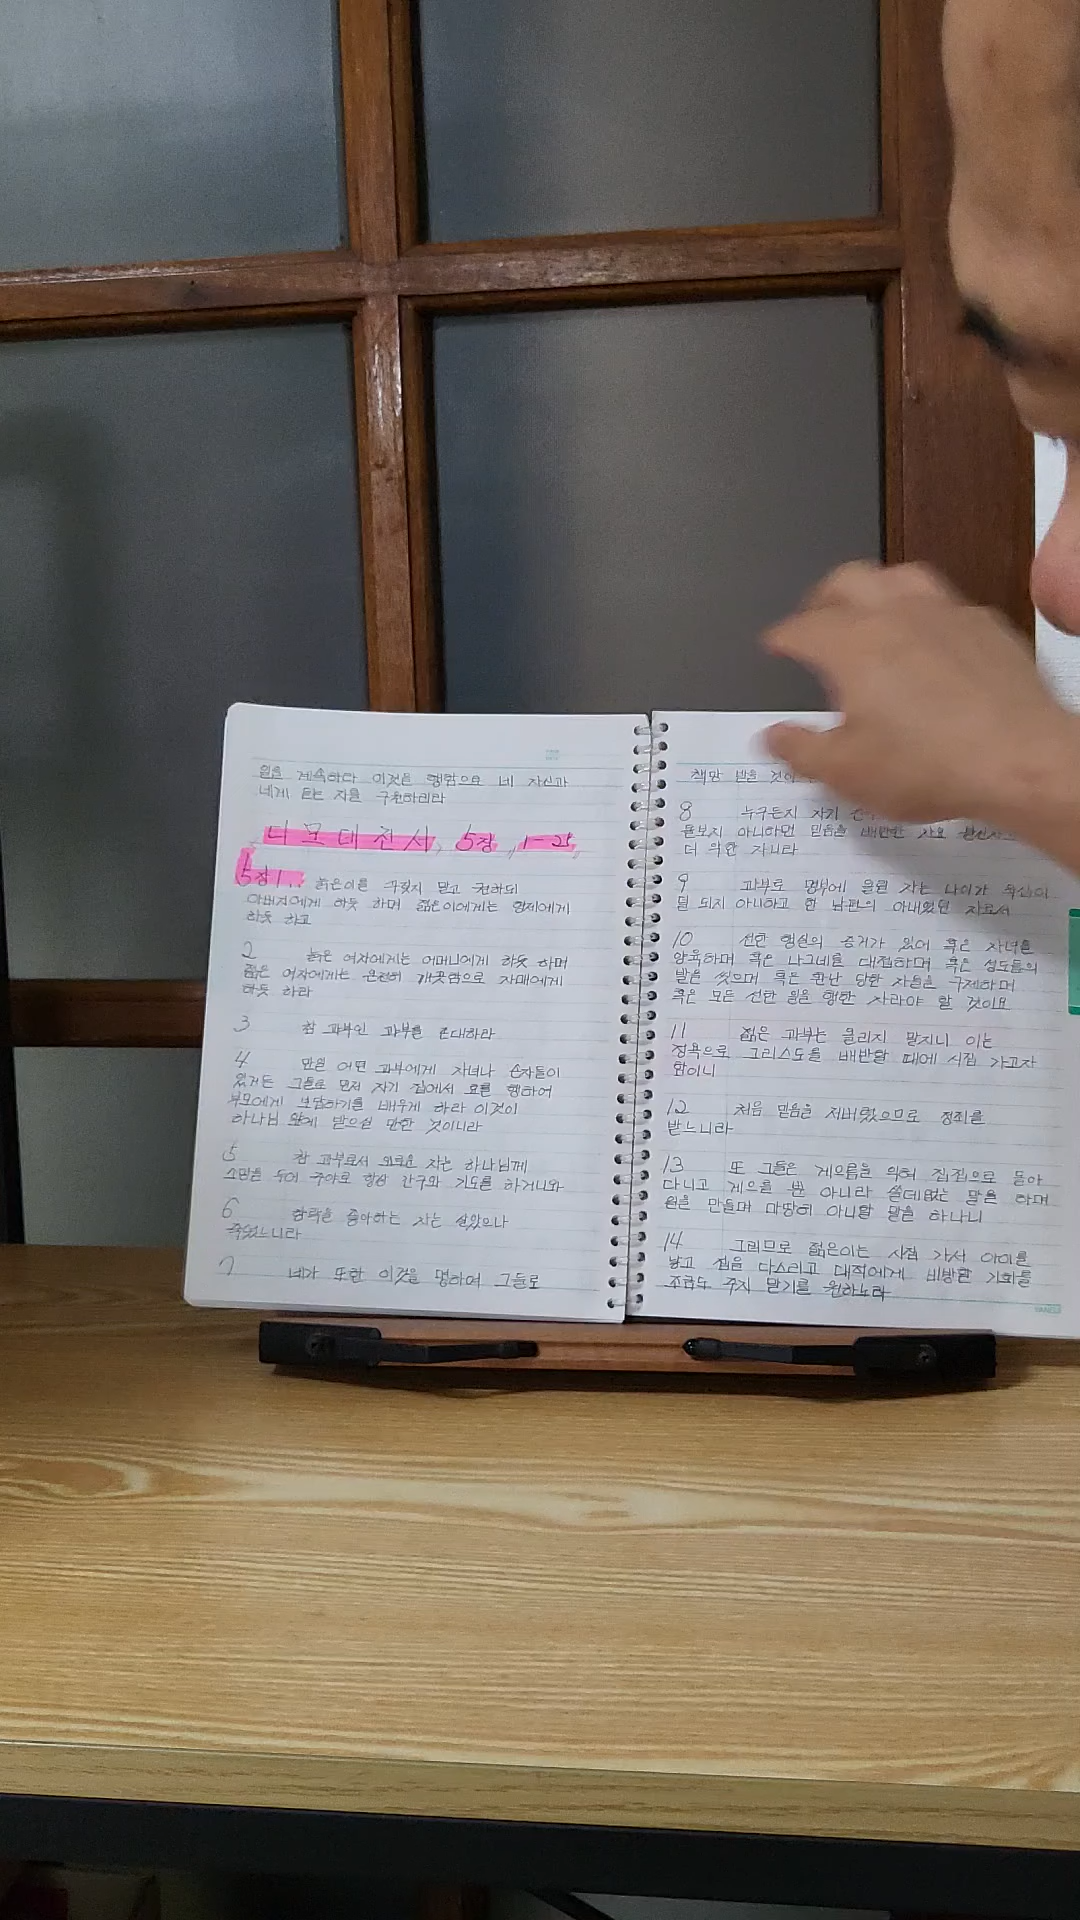 일을 계속하라 이것을 행함으로 네 자신과
네게 듣는 자를 구원하리라
디모데전서, 5장, 1-25,
5장 1.. 늙은이를 꾸짖지 말고 권하되
아버지에게 하듯 하며 젊은이에게는 형제에게
하듯 하고
2 늙은 여자에게는 어머니에게 하듯 하며
젊은 여자에게는 온전히 깨끗함으로 자매에게
하듯 하라
3 참 과부인 과부를 존대하라
4 만일 어떤 과부에게 자녀나 손자들이
있거든 그들로 먼저 자기 집에서 효를 행하여
부모에게 보답하기를 배우게 하라 이것이
하나님 앞에 받으실 만한 것이니라
5 참 과부로서 외로운 자는 하나님께
소망을 두어 주야로 항상 간구와 기도를 하거니와
6 향락을 좋아하는 자는 살았으나
죽었느니라
7 네가 또한 이것을 명하여 그들로
책망 받을 것이
8 누구든지 자기
돌보지 아니하면 믿음을 배반한 자요
더 악한 자니라
9 과부로 명부에 올릴 자는 나이가
덜 되지 아니하고 한 남편의 아내였던 자로서
10 선한 행실의 증거가 있어 혹은 자녀를
양육하며 혹은 나그네를 대접하며 혹은 성도들의
발을 씻으며 혹은 환난 당한 자들을 구제하며
혹은 모든 선한 일을 행한 자라야 할 것이요
11 젊은 과부는 올리지 말지니 이는
정욕으로 그리스도를 배반할 때에 시집 가고자
함이니
12 처음 믿음을 저버렸으므로 정죄를
받느니라
13 또 그들은 게으름을 익혀 집집으로 돌아
다니고 게으를 뿐 아니라 쓸데없는 말을 하며
일을 만들며 마땅히 아니할 말을 하나니
14 그러므로 젊은이는 시집 가서 아이를
낳고 집을 다스리고 대적에게 비방할 기회를
조금도 주지 말기를 원하노라